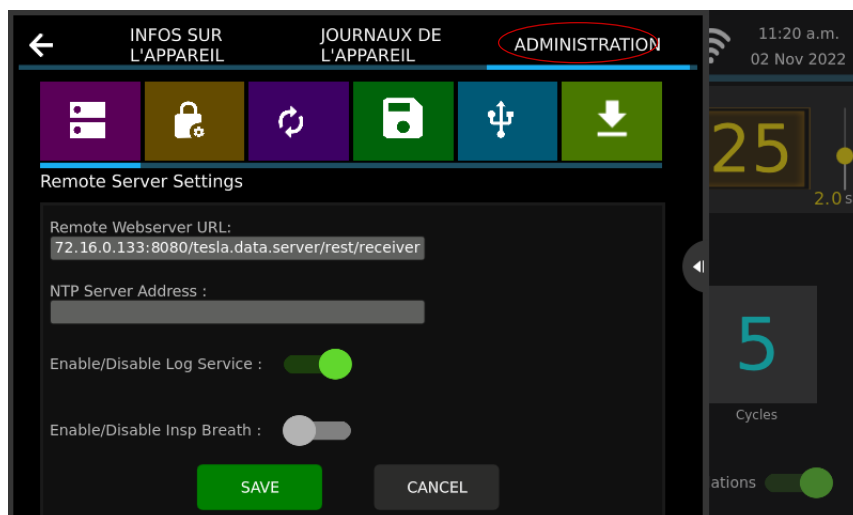 INFOS SUR
L'APPAREIL
JOURNAUX DE
L'APPAREIL
ADMINISTRATION
11:20 a.m.
02 Nov 2022
Remote Server Settings
25
2.0 s
Remote Webserver URL:
72.16.0.133:8080/tesla.data.server/rest/receiver
NTP Server Address :
Enable/Disable Log Service :
5
Cycles
Enable/Disable Insp Breath :
ations
SAVE
CANCEL